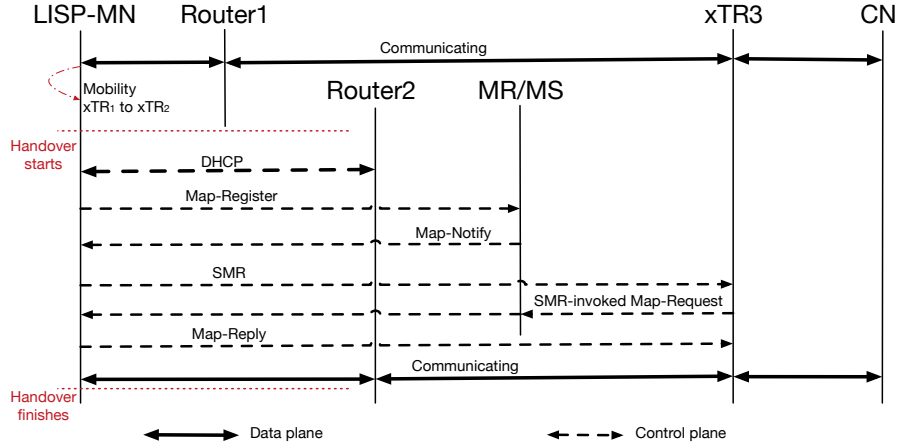 LISP-MN Router1 xTR3 CN
Communicating
Mobility
xTR1 to xTR2
Router2 MR/MS
Handover
starts
DHCP
Map-Register
Map-Notify
SMR
SMR-invoked Map-Request
Map-Reply
Communicating
Handover
finishes
Data plane Control plane